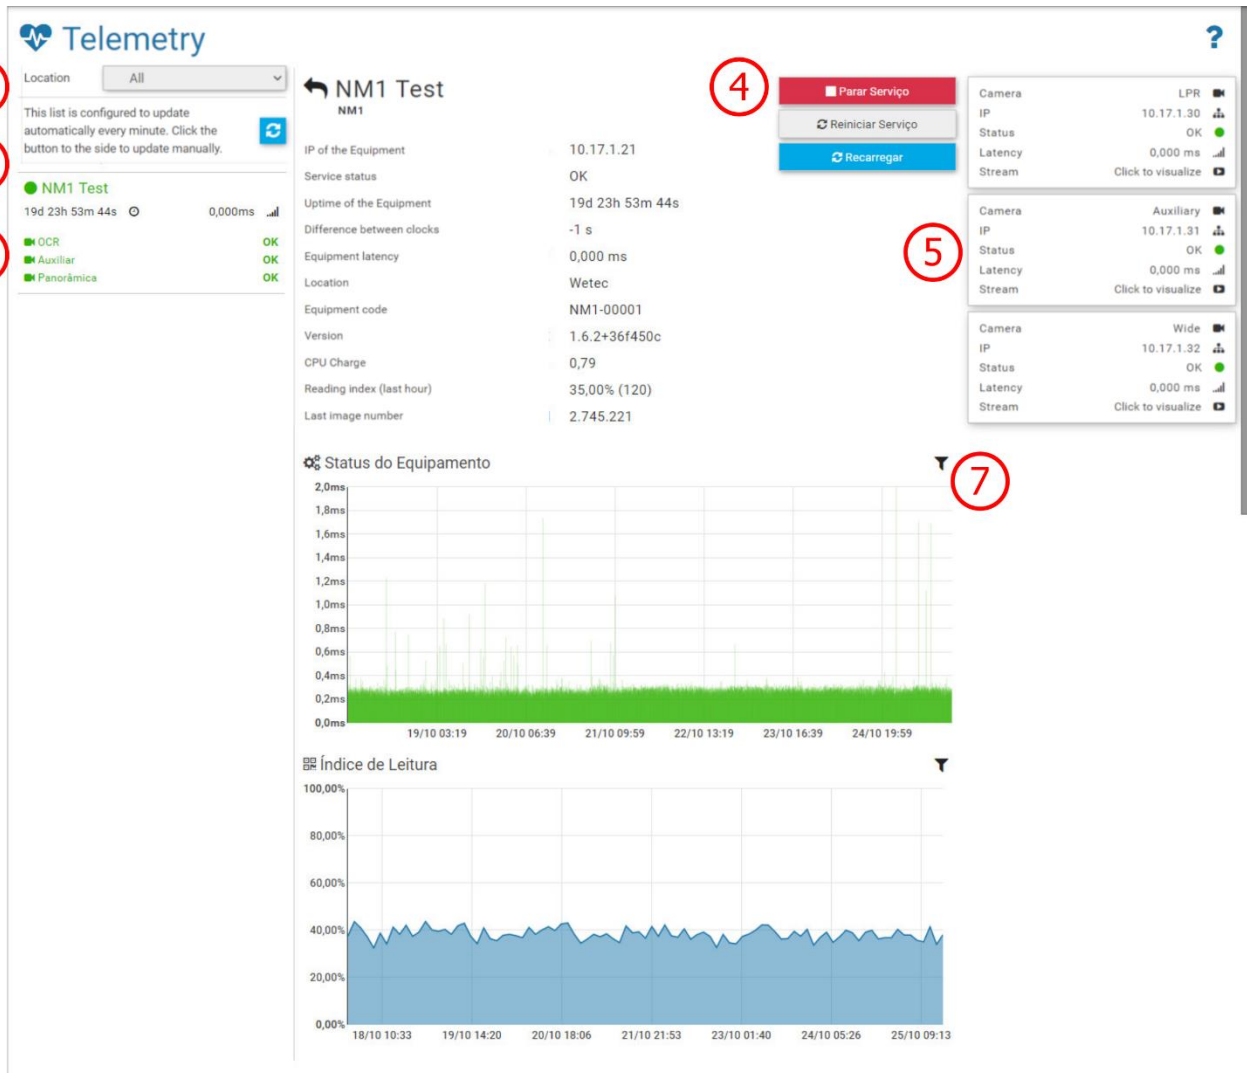 Telemetry
?
Location All
This list is configured to update
automatically every minute. Click the
button to the side to update manually.
NM1 Test
19d 23h 53m 44s 0,000ms
OCR OK
Auxiliar OK
Panorâmica OK
NM1 Test
NM1
IP of the Equipment 10.17.1.21
Service status OK
Uptime of the Equipment 19d 23h 53m 44s
Difference between clocks -1 s
Equipment latency 0,000 ms
Location Wetec
Equipment code NM1-00001
Version 1.6.2+36f450c
CPU Charge 0,79
Reading index (last hour) 35,00% (120)
Last image number 2.745.221
4
Parar Serviço
Reiniciar Serviço
Recarregar
Camera LPR
IP 10.17.1.30
Status OK
Latency 0,000 ms
Stream Click to visualize
5
Camera Auxiliary
IP 10.17.1.31
Status OK
Latency 0,000 ms
Stream Click to visualize
Camera Wide
IP 10.17.1.32
Status OK
Latency 0,000 ms
Stream Click to visualize
Status do Equipamento
7
2,0ms
1,8ms
1,6ms
1,4ms
1,2ms
1,0ms
0,8ms
0,6ms
0,4ms
0,2ms
0,0ms
19/10 03:19 20/10 06:39 21/10 09:59 22/10 13:19 23/10 16:39 24/10 19:59
Índice de Leitura
100,00%
80,00%
60,00%
40,00%
20,00%
0,00%
18/10 10:33 19/10 14:20 20/10 18:06 21/10 21:53 23/10 01:40 24/10 05:26 25/10 09:13